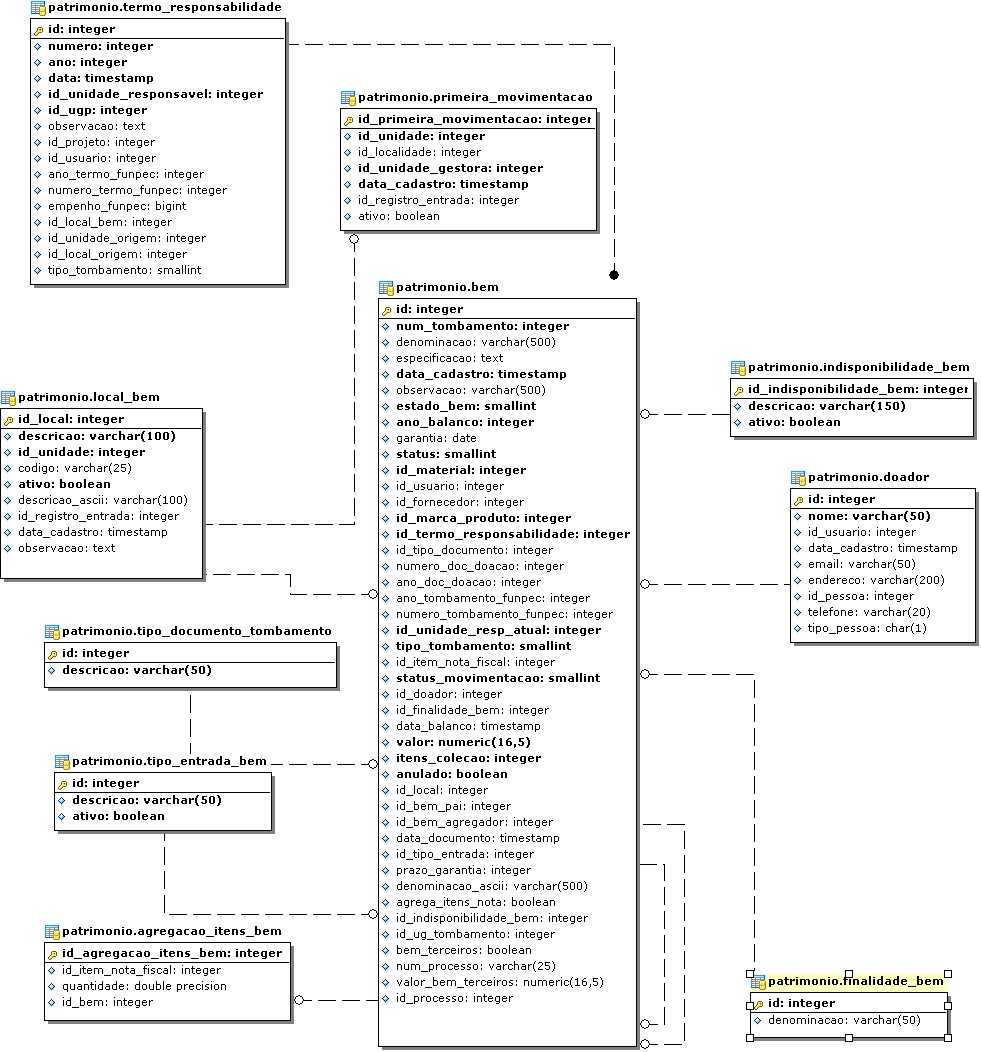 patrimonio.termo_responsabilidade
id: integer
numero: integer
ano: integer
data: timestamp
id_unidade_responsavel: integer
id_ugp: integer
observacao: text
id_projeto: integer
id_usuario: integer
ano_termo_funpec: integer
numero_termo_funpec: integer
empenho_funpec: bigint
id_local_bem: integer
id_unidade_origem: integer
id_local_origem: integer
tipo_tombamento: smallint
patrimonio.primeira_movimentacao
id_primeira_movimentacao: integer
id_unidade: integer
id_localidade: integer
id_unidade_gestora: integer
data_cadastro: timestamp
id_registro_entrada: integer
ativo: boolean
patrimonio.local_bem
id_local: integer
descricao: varchar(100)
id_unidade: integer
codigo: varchar(25)
ativo: boolean
descricao_ascii: varchar(100)
id_registro_entrada: integer
data_cadastro: timestamp
observacao: text
patrimonio.tipo_documento_tombamento
id: integer
descricao: varchar(50)
patrimonio.tipo_entrada_bem
id: integer
descricao: varchar(50)
ativo: boolean
patrimonio.agregacao_itens_bem
id_agregacao_itens_bem: integer
id_item_nota_fiscal: integer
quantidade: double precision
id_bem: integer
patrimonio.bem
id: integer
num_tombamento: integer
denominacao: varchar(500)
especificacao: text
data_cadastro: timestamp
observacao: varchar(500)
estado_bem: smallint
ano_balanco: integer
garantia: date
status: smallint
id_material: integer
id_usuario: integer
id_fornecedor: integer
id_marca_produto: integer
id_termo_responsabilidade: integer
id_tipo_documento: integer
numero_doc_doacao: integer
ano_doc_doacao: integer
ano_tombamento_funpec: integer
numero_tombamento_funpec: integer
id_unidade_resp_atual: integer
tipo_tombamento: smallint
id_item_nota_fiscal: integer
status_movimentacao: smallint
id_doador: integer
id_finalidade_bem: integer
data_balanco: timestamp
valor: numeric(16,5)
itens_colecao: integer
anulado: boolean
id_local: integer
id_bem_pai: integer
id_bem_agregador: integer
data_documento: timestamp
id_tipo_entrada: integer
prazo_garantia: integer
denominacao_ascii: varchar(500)
agrega_itens_nota: boolean
id_indisponibilidade_bem: integer
id_ug_tombamento: integer
bem_terceiros: boolean
num_processo: varchar(25)
valor_bem_terceiros: numeric(16,5)
id_processo: integer
patrimonio.indisponibilidade_bem
id_indisponibilidade_bem: integer
descricao: varchar(150)
ativo: boolean
patrimonio.doador
id: integer
nome: varchar(50)
id_usuario: integer
data_cadastro: timestamp
email: varchar(50)
endereco: varchar(200)
id_pessoa: integer
telefone: varchar(20)
tipo_pessoa: char(1)
patrimonio.finalidade_bem
id: integer
denominacao: varchar(50)